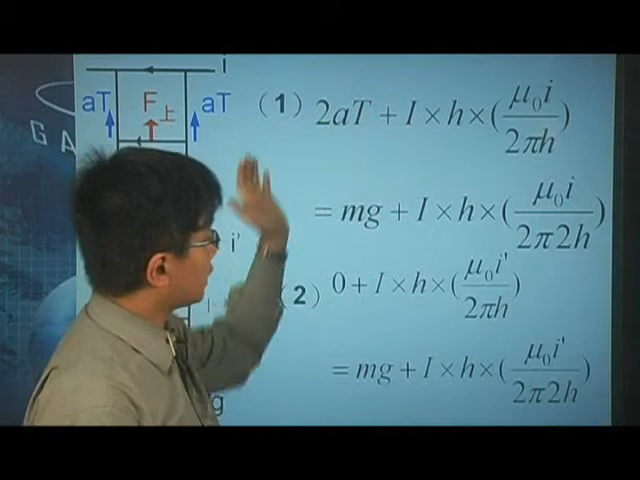 i
aT F上 aT
(1) 2aT + I × h × (μ₀i / 2πh)
= mg + I × h × (μ₀i / 2π2h)
i'
(2) 0 + I × h × (μ₀i' / 2πh)
= mg + I × h × (μ₀i' / 2π2h)
g
G A